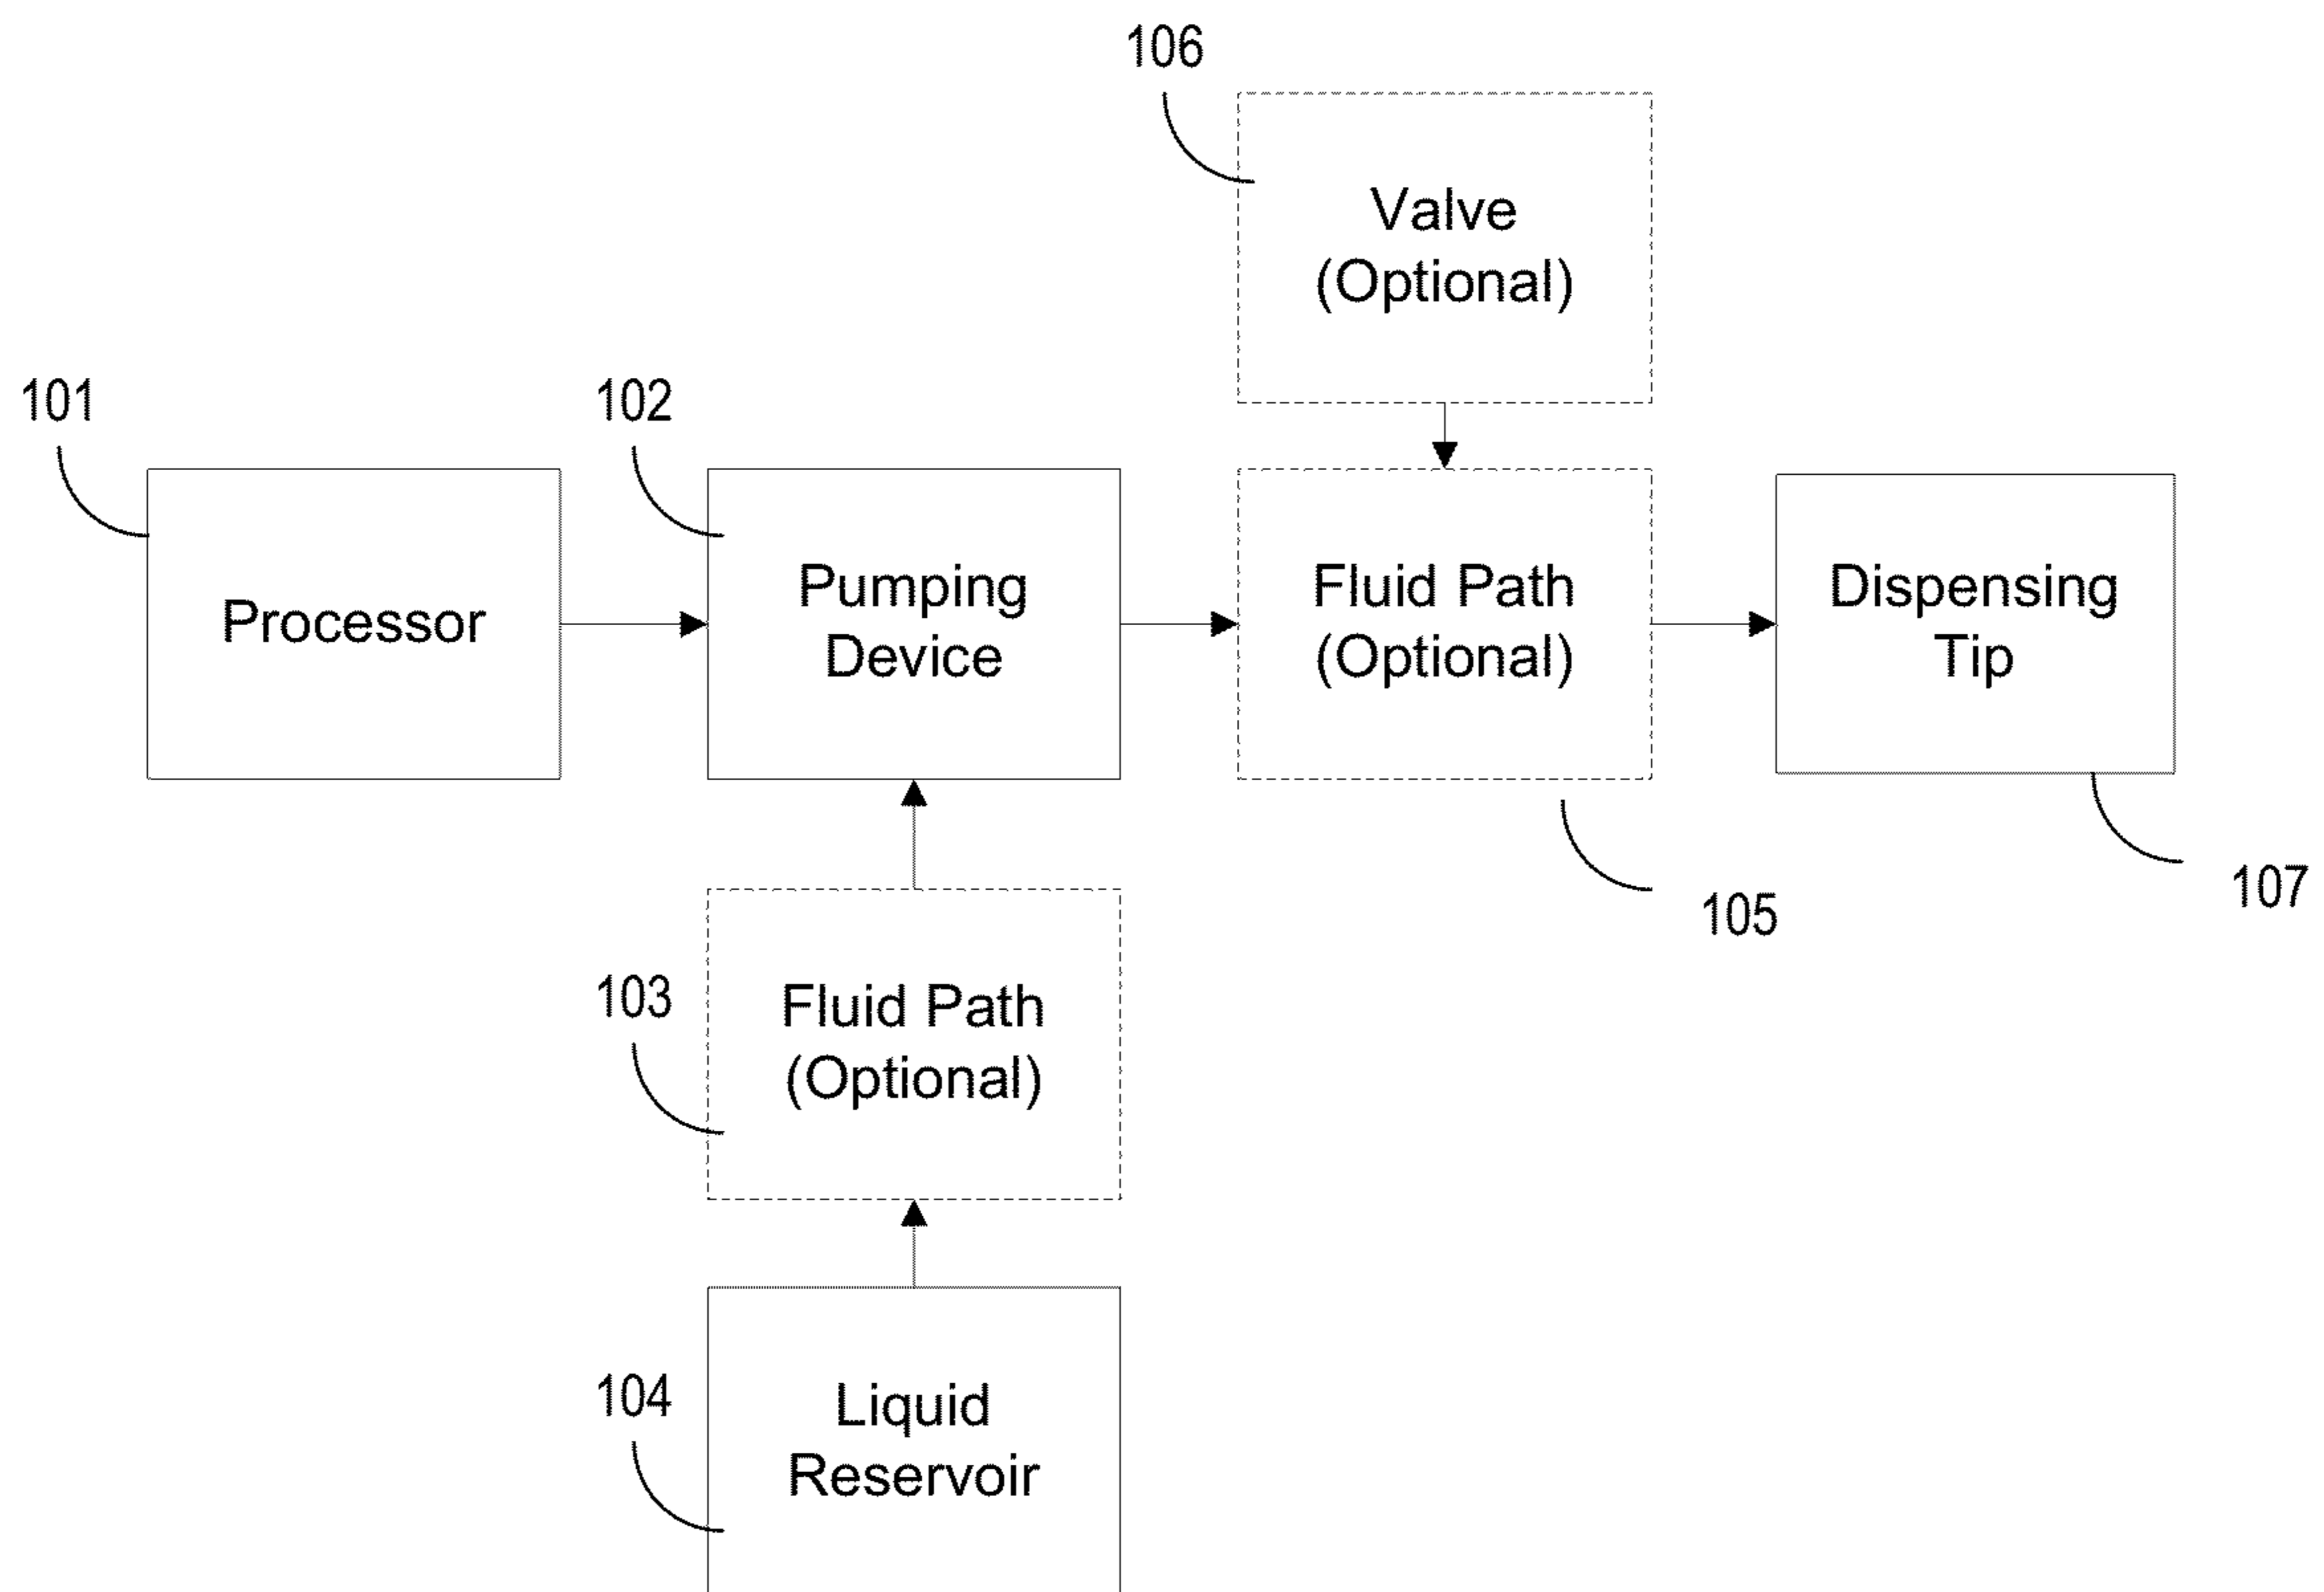 106
Valve
(Optional)
101
102
Processor
Pumping
Device
Fluid Path
(Optional)
Dispensing
Tip
107
105
103
Fluid Path
(Optional)
104
Liquid
Reservoir